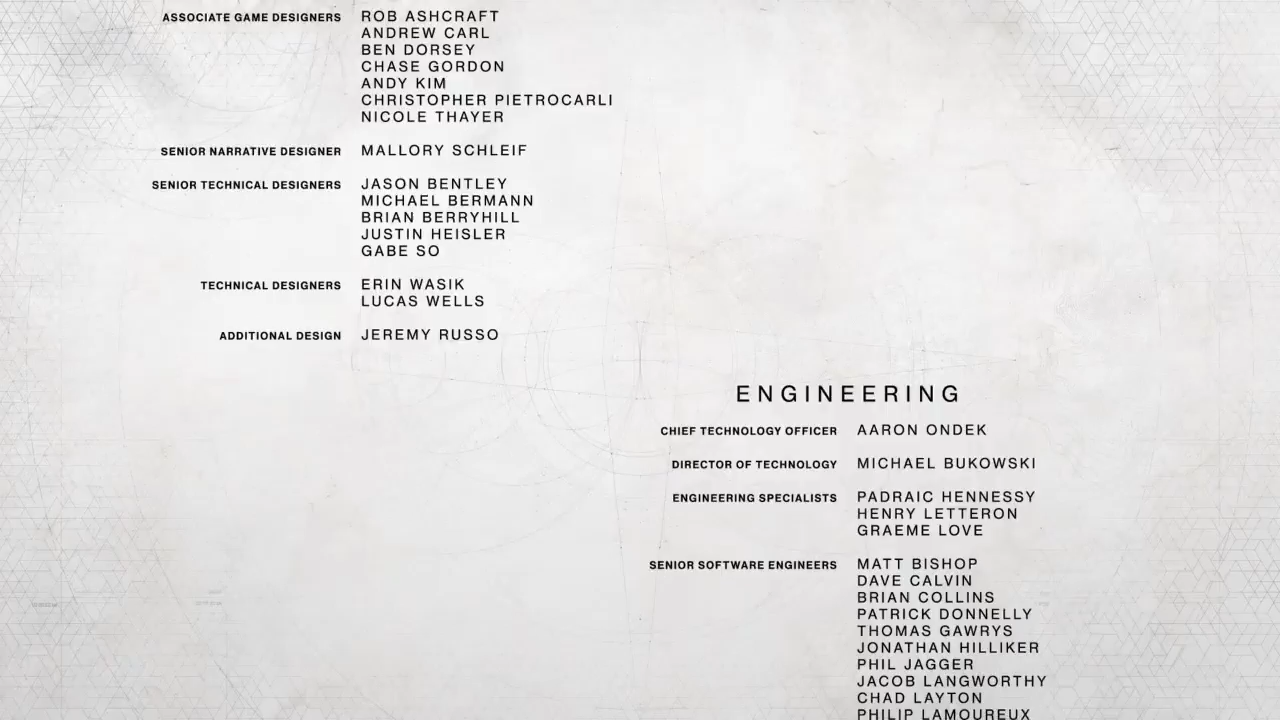 ASSOCIATE GAME DESIGNERS ROB ASHCRAFT
ANDREW CARL
BEN DORSEY
CHASE GORDON
ANDY KIM
CHRISTOPHER PIETROCARLI
NICOLE THAYER
SENIOR NARRATIVE DESIGNER MALLORY SCHLEIF
SENIOR TECHNICAL DESIGNERS JASON BENTLEY
MICHAEL BERMANN
BRIAN BERRYHILL
JUSTIN HEISLER
GABE SO
TECHNICAL DESIGNERS ERIN WASIK
LUCAS WELLS
ADDITIONAL DESIGN JEREMY RUSSO
ENGINEERING
CHIEF TECHNOLOGY OFFICER AARON ONDEK
DIRECTOR OF TECHNOLOGY MICHAEL BUKOWSKI
ENGINEERING SPECIALISTS PADRAIC HENNESSY
HENRY LETTERON
GRAEME LOVE
SENIOR SOFTWARE ENGINEERS MATT BISHOP
DAVE CALVIN
BRIAN COLLINS
PATRICK DONNELLY
THOMAS GAWRYS
JONATHAN HILLIKER
PHIL JAGGER
JACOB LANGWORTHY
CHAD LAYTON
PHILIP LAMOUREUX